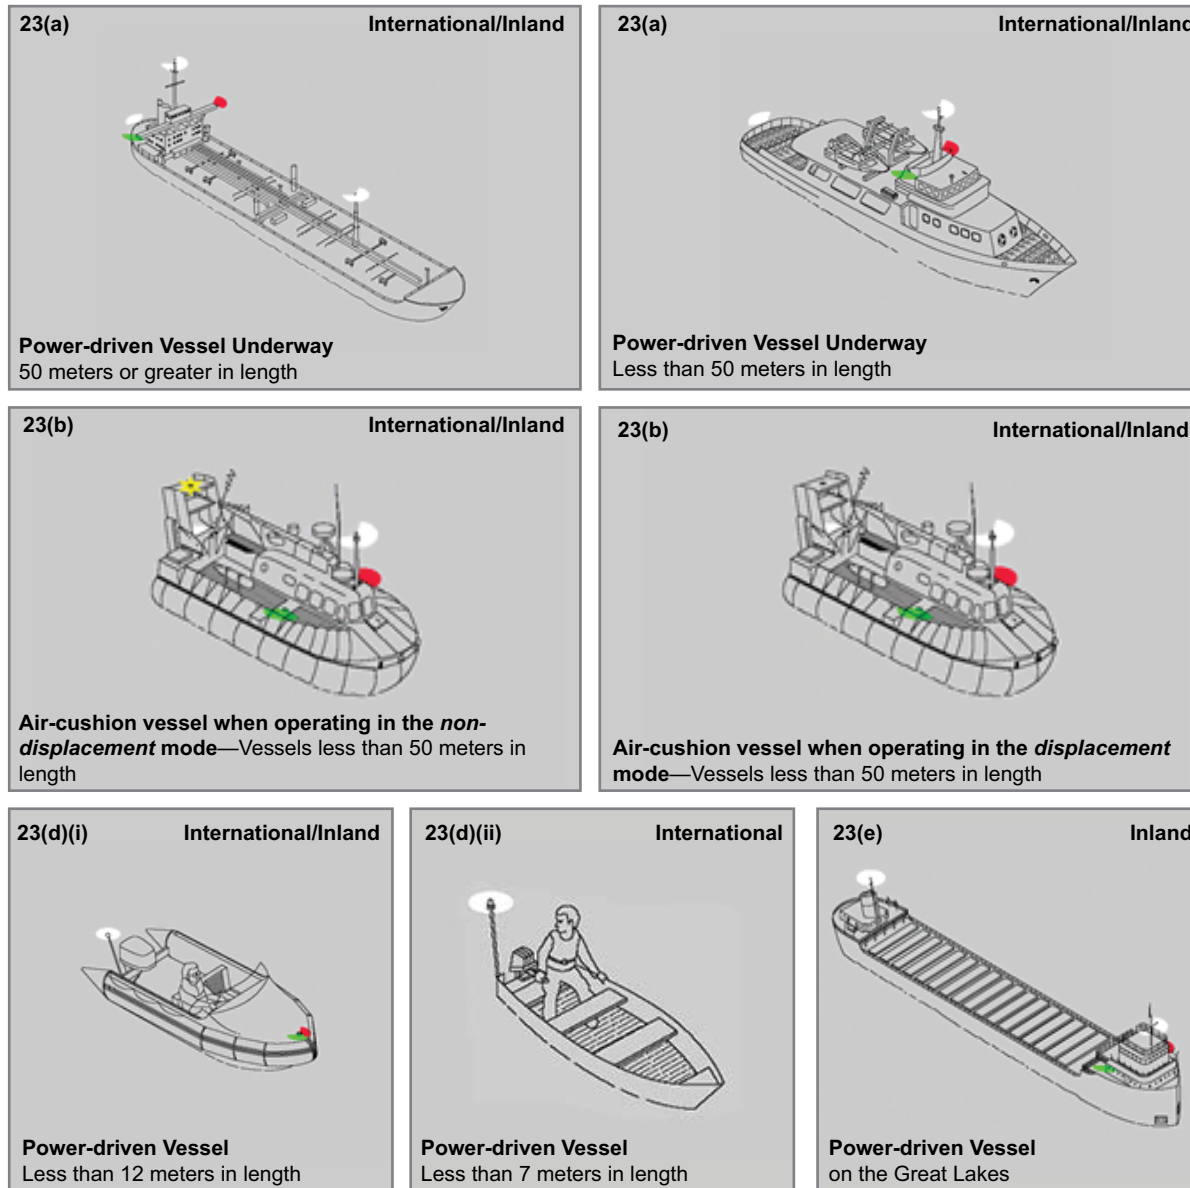 23(a) International/Inland
Power-driven Vessel Underway
50 meters or greater in length
23(a) International/Inland
Power-driven Vessel Underway
Less than 50 meters in length
23(b) International/Inland
Air-cushion vessel when operating in the non-
displacement mode—Vessels less than 50 meters in
length
23(b) International/Inland
Air-cushion vessel when operating in the displacement
mode—Vessels less than 50 meters in length
23(d)(i) International/Inland
Power-driven Vessel
Less than 12 meters in length
23(d)(ii) International
Power-driven Vessel
Less than 7 meters in length
23(e) Inland
Power-driven Vessel
on the Great Lakes